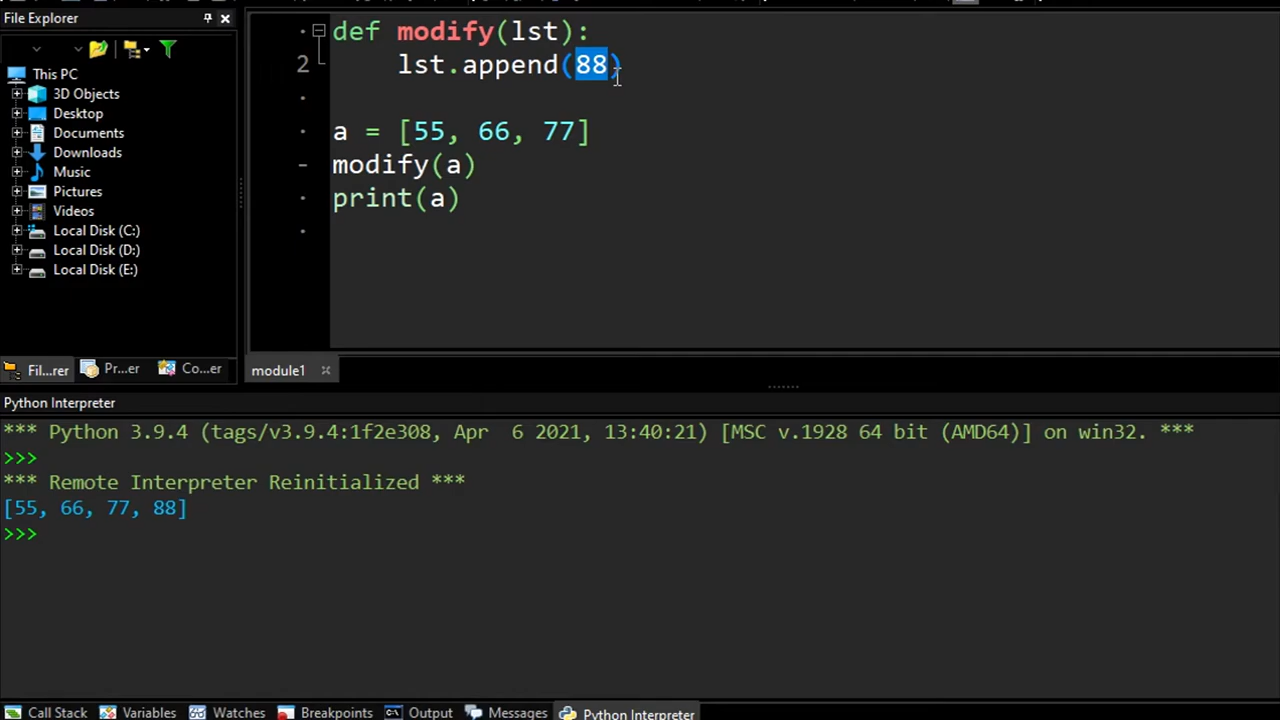 File Explorer
This PC
3D Objects
Desktop
Documents
Downloads
Music
Pictures
Videos
Local Disk (C:)
Local Disk (D:)
Local Disk (E:)
Fil...rer Pr...er Co...er
def modify(lst):
2 lst.append(88)
a = [55, 66, 77]
modify(a)
print(a)
module1
Python Interpreter
*** Python 3.9.4 (tags/v3.9.4:1f2e308, Apr  6 2021, 13:40:21) [MSC v.1928 64 bit (AMD64)] on win32. ***
>>>
*** Remote Interpreter Reinitialized ***
[55, 66, 77, 88]
>>>
Call Stack Variables Watches Breakpoints Output Messages Python Interpreter